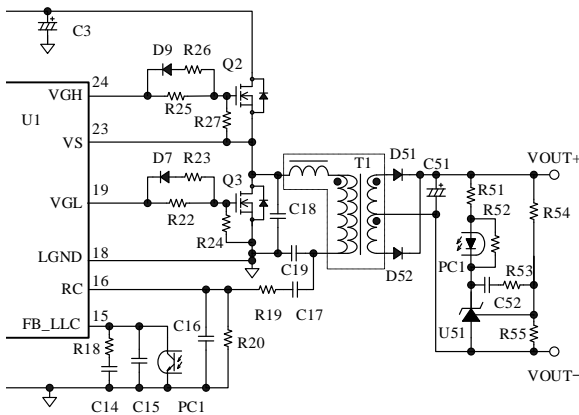 C3
D9 R26
Q2
24
VGH
R25
U1
R27
23
VS
D7 R23
T1
D51
C51
VOUT+
19
Q3
R51
VGL
R52
R54
C18
R22
R24
PC1
18
LGND
C19
D52
R53
16
RC
C52
R19
C17
U51
15
FB_LLC
C16
R55
R18
R20
VOUT−
C14
C15
PC1